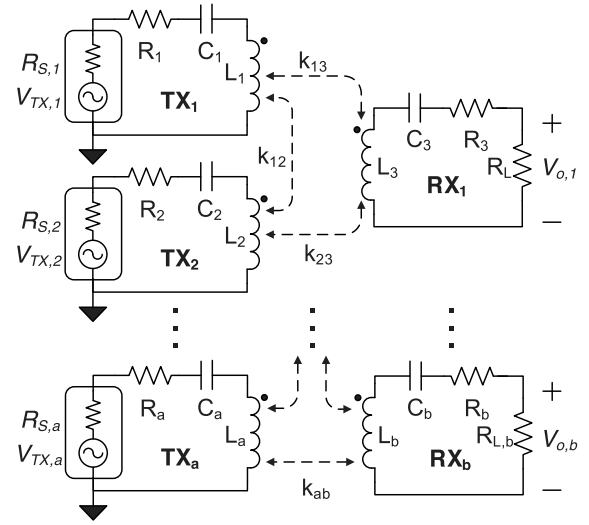 R1 C1
RS,1
L1
k13
VTX,1
TX1
C3 R3
k12
RL
Vo,1
L3
RX1
R2 C2
RS,2
L2
VTX,2
TX2
k23
Ra Ca
Cb Rb
RS,a
La
Lb
RL,b
Vo,b
VTX,a
TXa
RXb
kab